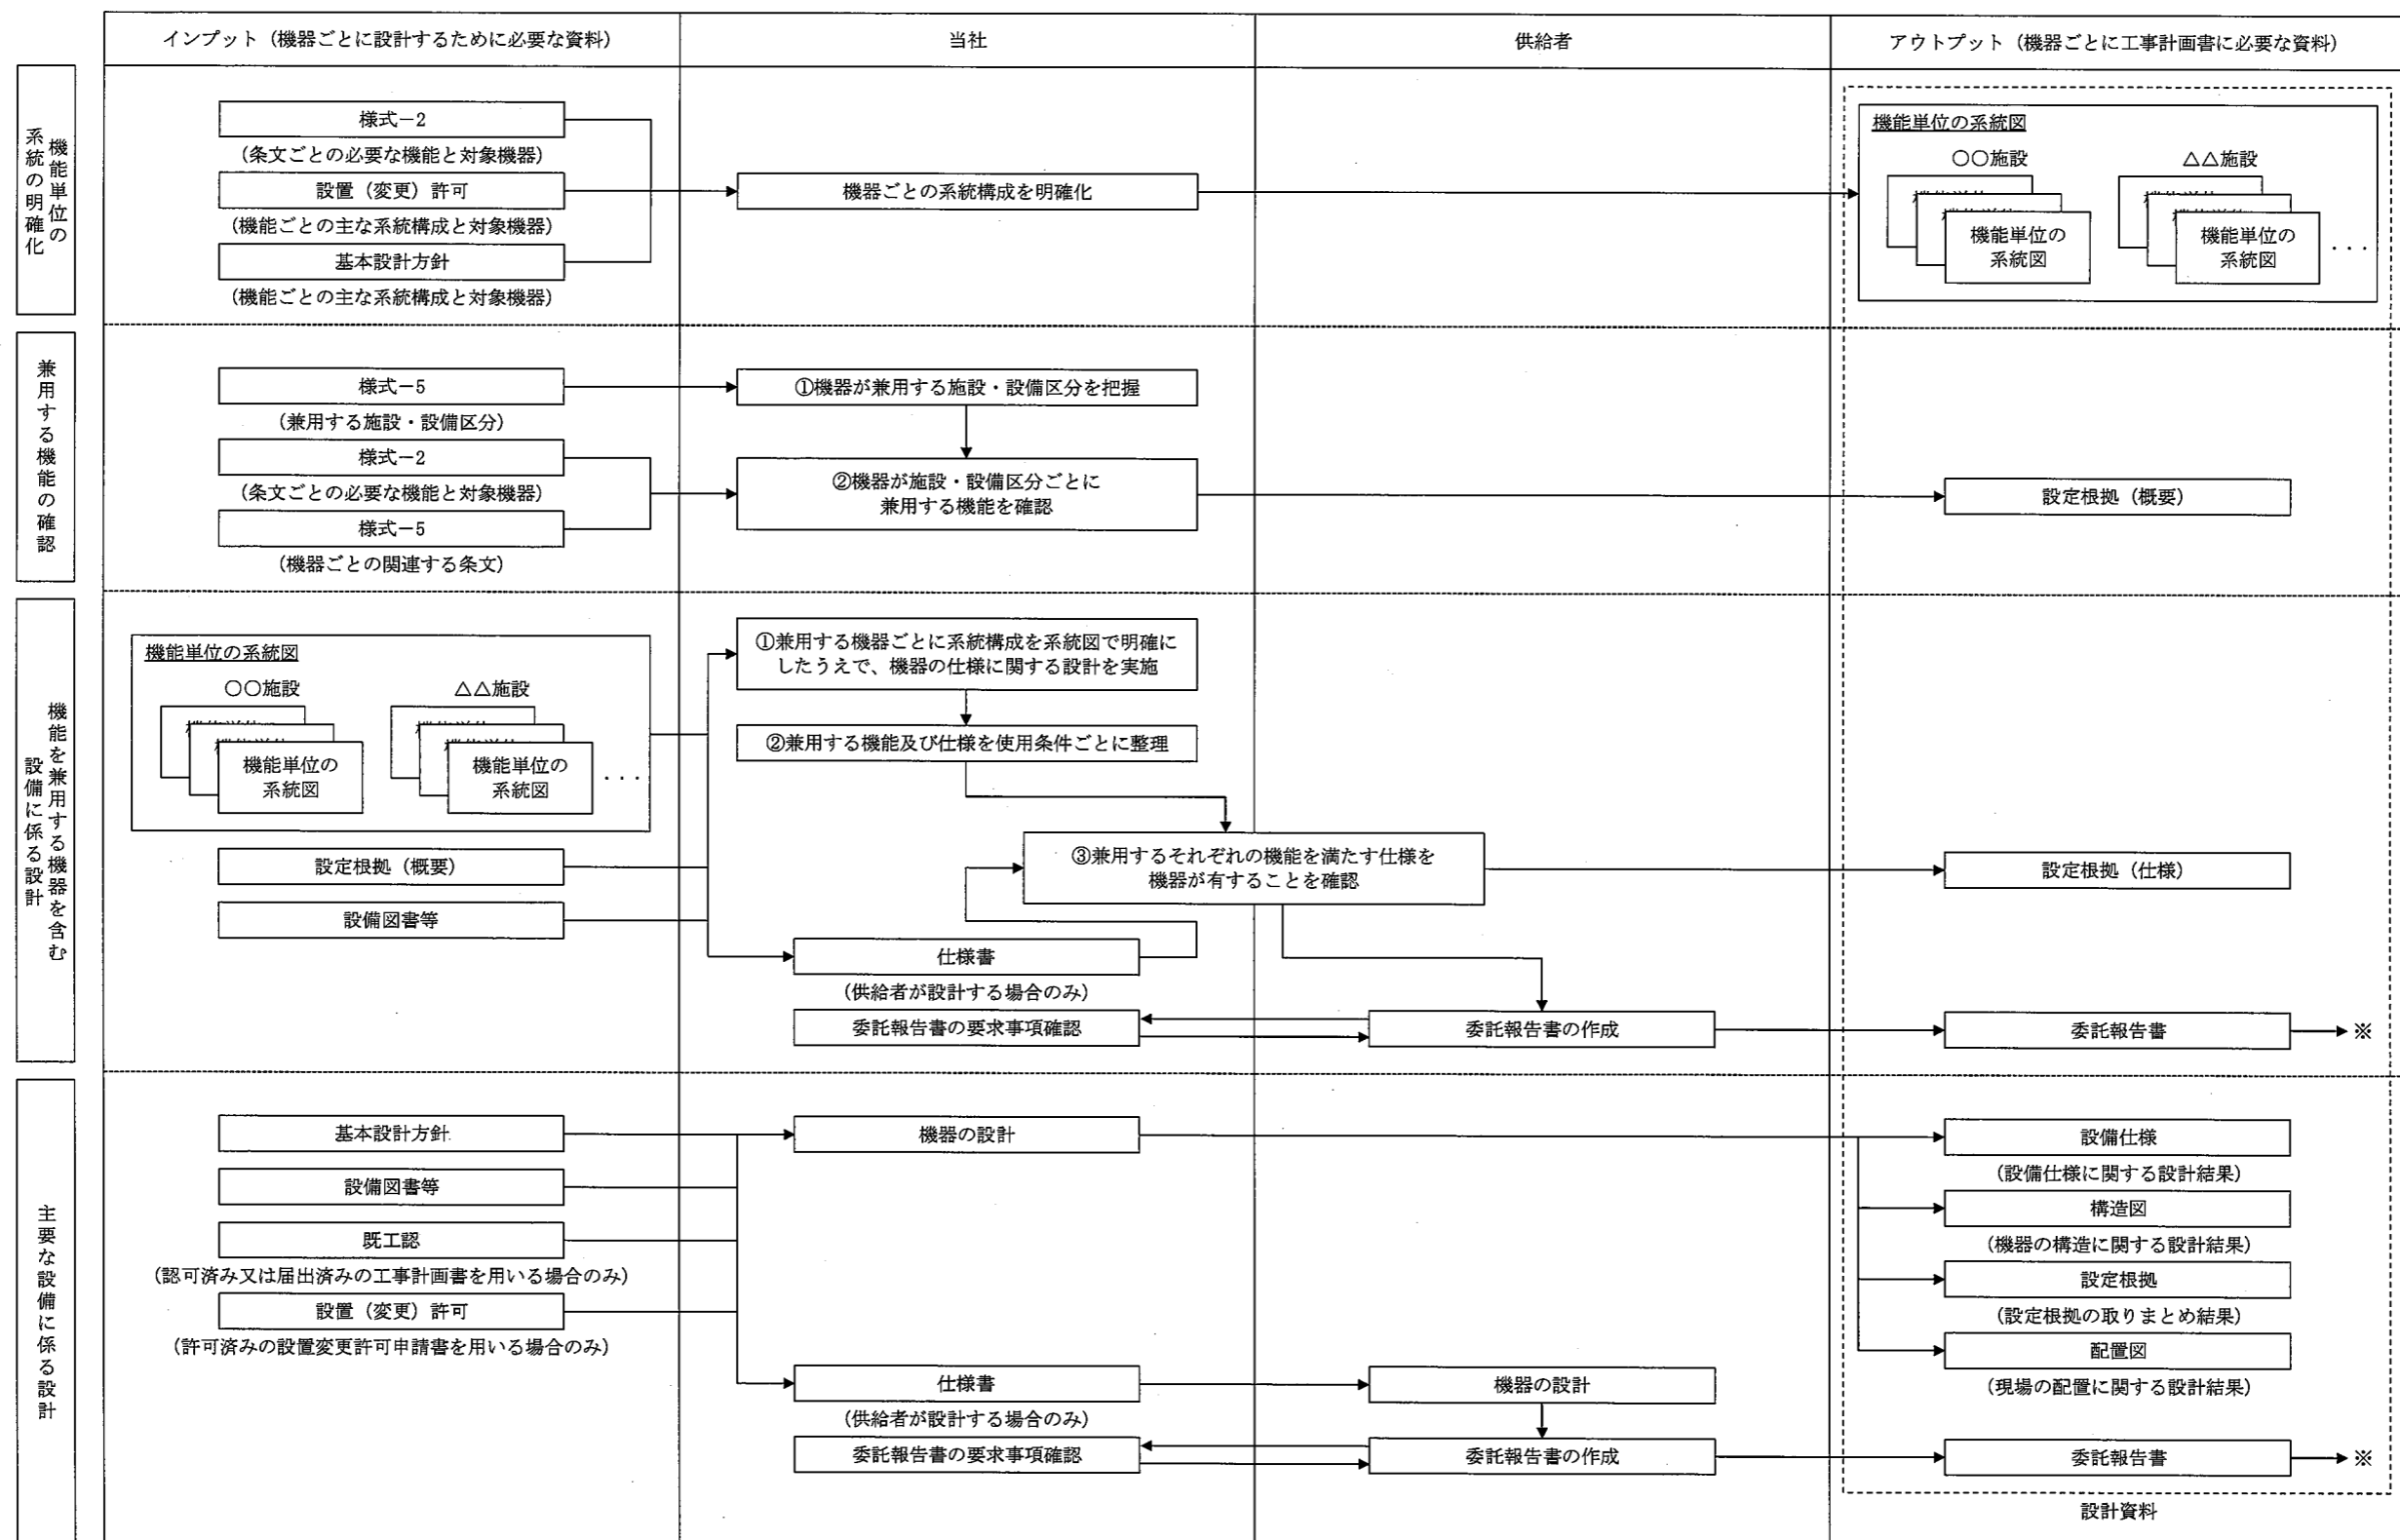 インプット（機器ごとに設計するために必要な資料）
当社
供給者
アウトプット（機器ごとに工事計画書に必要な資料）
機能単位の
系統の明確化
様式－2
（条文ごとの必要な機能と対象機器）
設置（変更）許可
（機能ごとの主な系統構成と対象機器）
基本設計方針
（機能ごとの主な系統構成と対象機器）
機器ごとの系統構成を明確化
機能単位の系統図
〇〇施設
△△施設
機能単位の
系統図
機能単位の
系統図
・・・
兼用する機能の確認
様式－5
（兼用する施設・設備区分）
様式－2
（条文ごとの必要な機能と対象機器）
様式－5
（機器ごとの関連する条文）
①機器が兼用する施設・設備区分を把握
②機器が施設・設備区分ごとに
兼用する機能を確認
設定根拠（概要）
機能を兼用する機器を含む
設備に係る設計
機能単位の系統図
〇〇施設
△△施設
機能単位の
系統図
機能単位の
系統図
・・・
設定根拠（概要）
設備図書等
①兼用する機器ごとに系統構成を系統図で明確に
したうえで、機器の仕様に関する設計を実施
②兼用する機能及び仕様を使用条件ごとに整理
③兼用するそれぞれの機能を満たす仕様を
機器が有することを確認
仕様書
（供給者が設計する場合のみ）
委託報告書の要求事項確認
委託報告書の作成
設定根拠（仕様）
委託報告書
※
主要な設備に係る設計
基本設計方針
設備図書等
既工認
（認可済み又は届出済みの工事計画書を用いる場合のみ）
設置（変更）許可
（許可済みの設置変更許可申請書を用いる場合のみ）
機器の設計
仕様書
（供給者が設計する場合のみ）
委託報告書の要求事項確認
機器の設計
委託報告書の作成
設備仕様
（設備仕様に関する設計結果）
構造図
（機器の構造に関する設計結果）
設定根拠
（設定根拠の取りまとめ結果）
配置図
（現場の配置に関する設計結果）
委託報告書
※
設計資料